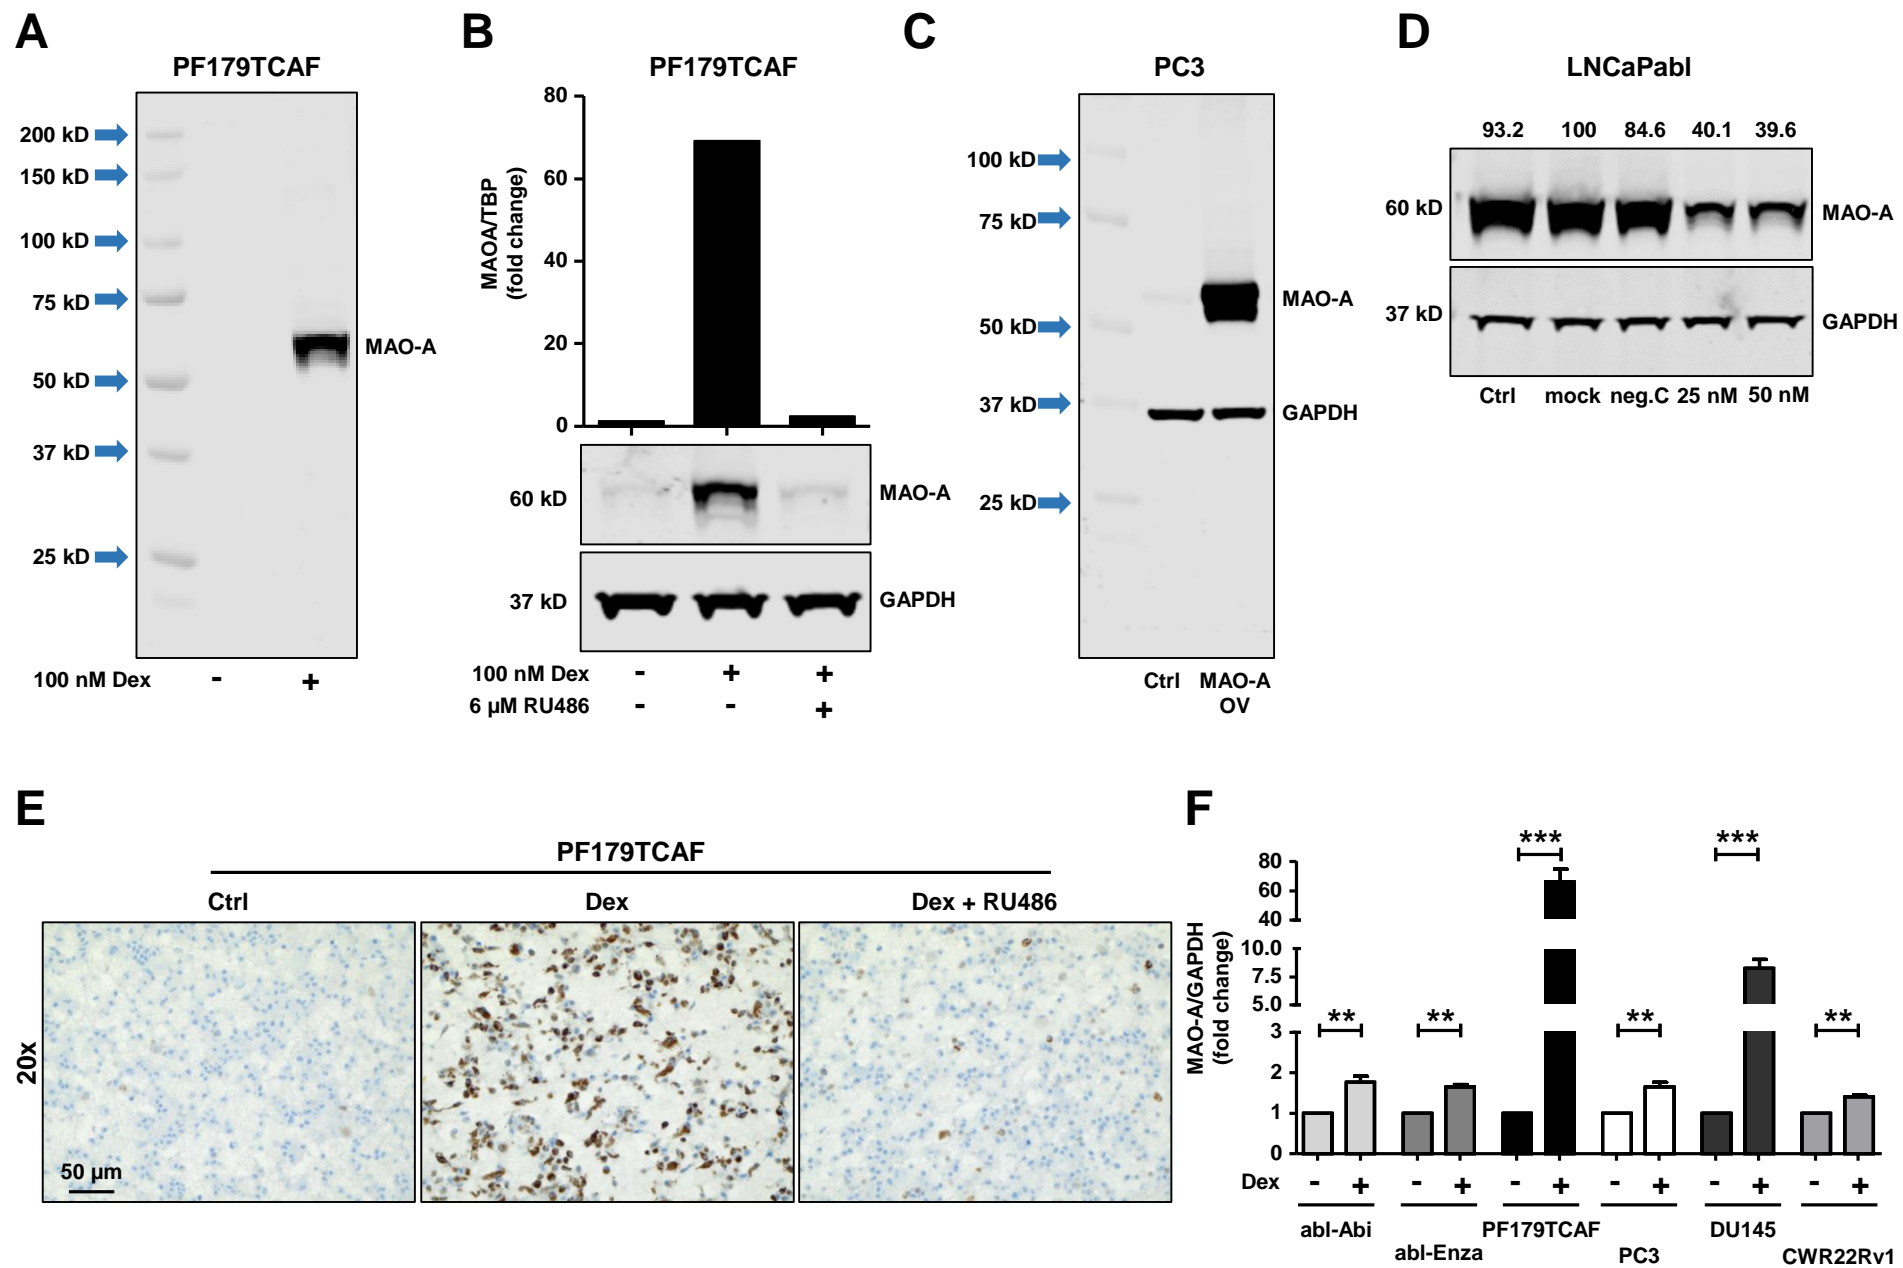 A
PF179TCAF
200 kD
150 kD
100 kD
75 kD
50 kD
37 kD
25 kD
MAO-A
100 nM Dex - +
B
PF179TCAF
MAOA/TBP
(fold change)
80
60
40
20
0
60 kD
MAO-A
37 kD
GAPDH
100 nM Dex - + +
6 µM RU486 - - +
C
PC3
100 kD
75 kD
50 kD
37 kD
25 kD
MAO-A
GAPDH
Ctrl MAO-A
OV
D
LNCaPabl
93.2 100 84.6 40.1 39.6
60 kD
MAO-A
37 kD
GAPDH
Ctrl mock neg.C 25 nM 50 nM
E
PF179TCAF
Ctrl Dex Dex + RU486
20x
50 µm
F
MAO-A/GAPDH
(fold change)
80
60
40
10.0
7.5
5.0
3
2
1
0
** ** *** ** *** **
Dex - + - + - + - + - + - +
abl-Abi abl-Enza PF179TCAF PC3 DU145 CWR22Rv1